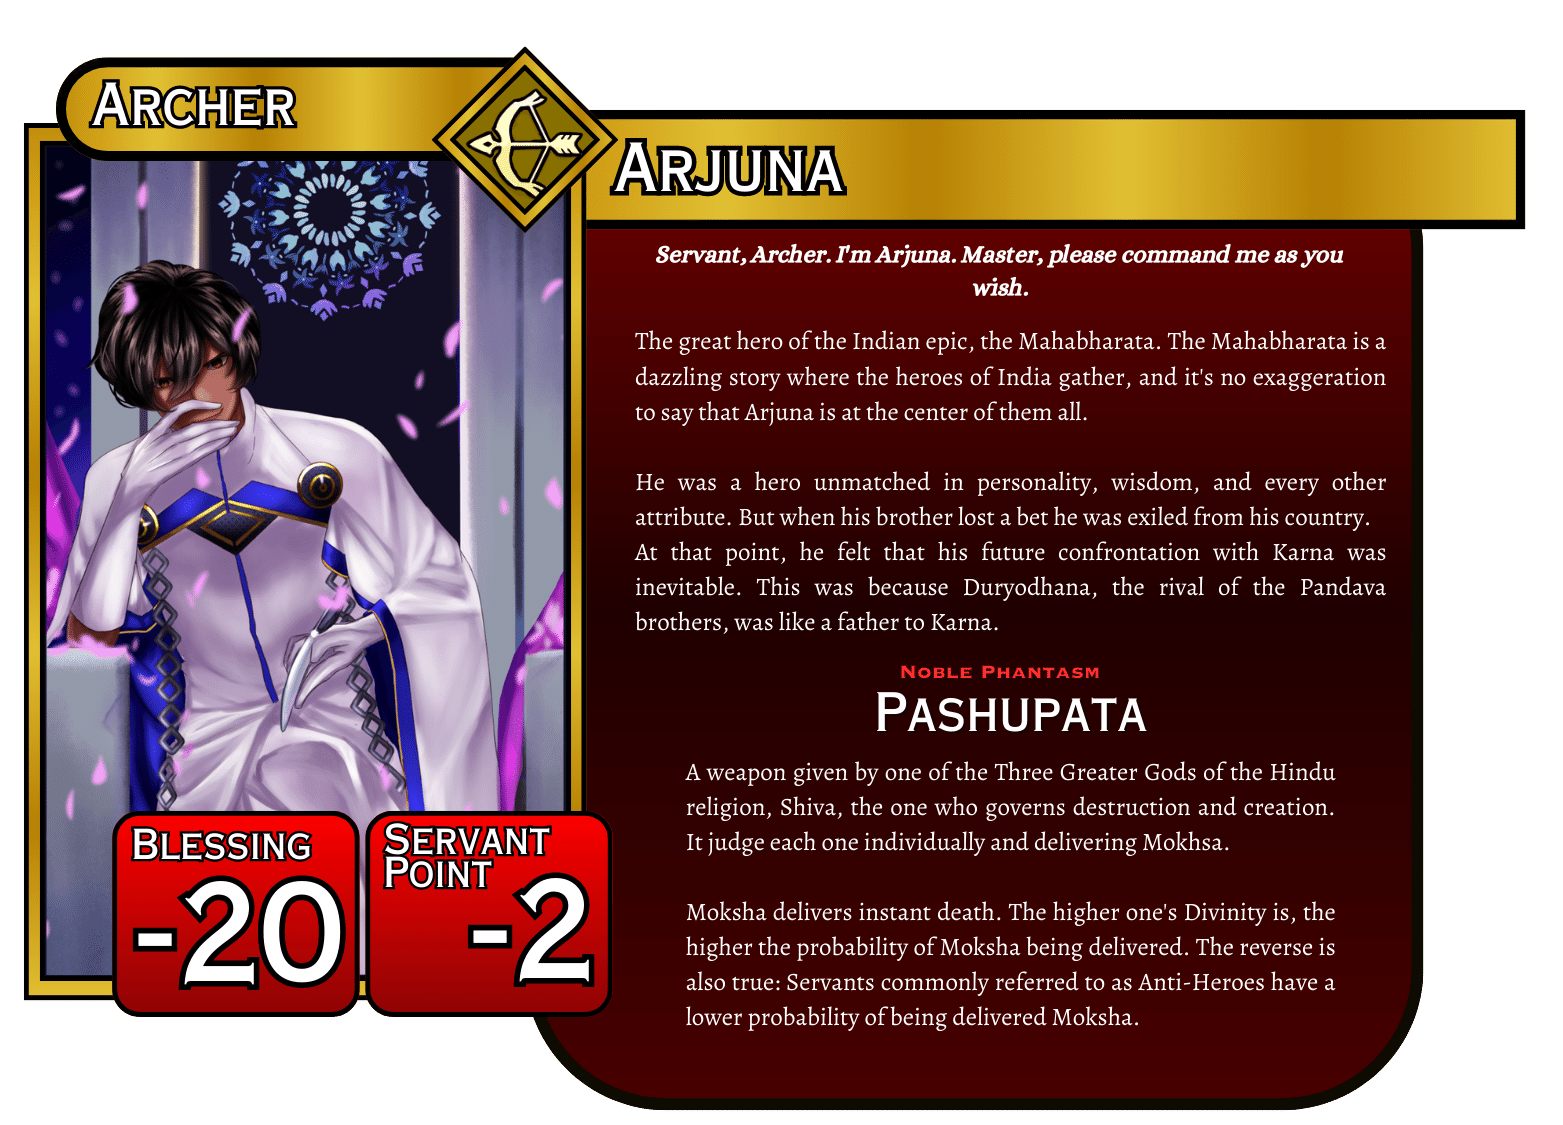 Archer
Arjuna
Servant, Archer. I'm Arjuna. Master, please command me as you
wish.
The great hero of the Indian epic, the Mahabharata. The Mahabharata is a
dazzling story where the heroes of India gather, and it's no exaggeration
to say that Arjuna is at the center of them all.
He was a hero unmatched in personality, wisdom, and every other
attribute. But when his brother lost a bet he was exiled from his country.
At that point, he felt that his future confrontation with Karna was
inevitable. This was because Duryodhana, the rival of the Pandava
brothers, was like a father to Karna.
Noble Phantasm
Pashupata
A weapon given by one of the Three Greater Gods of the Hindu
religion, Shiva, the one who governs destruction and creation.
It judge each one individually and delivering Mokhsa.
Moksha delivers instant death. The higher one's Divinity is, the
higher the probability of Moksha being delivered. The reverse is
also true: Servants commonly referred to as Anti-Heroes have a
lower probability of being delivered Moksha.
Blessing
-20
Servant
Point
-2